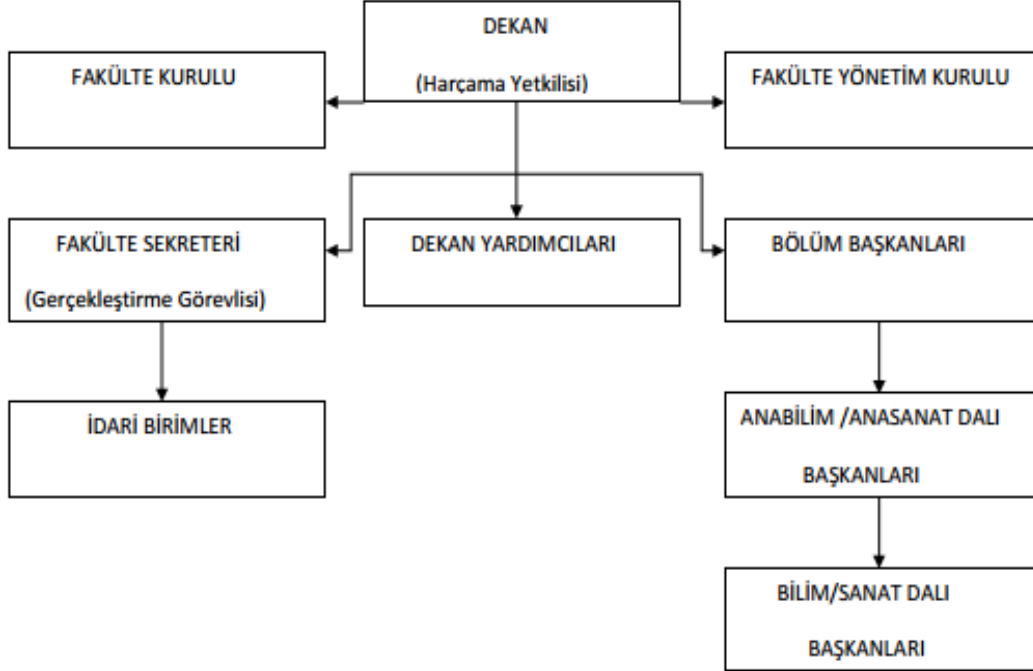 DEKAN
(Harçama Yetkilisi)
FAKÜLTE KURULU
FAKÜLTE YÖNETİM KURULU
FAKÜLTE SEKRETERİ
(Gerçekleştirme Görevlisi)
DEKAN YARDIMCILARI
BÖLÜM BAŞKANLARI
İDARİ BİRİMLER
ANABİLİM /ANASANAT DALI
BAŞKANLARI
BİLİM/SANAT DALI
BAŞKANLARI